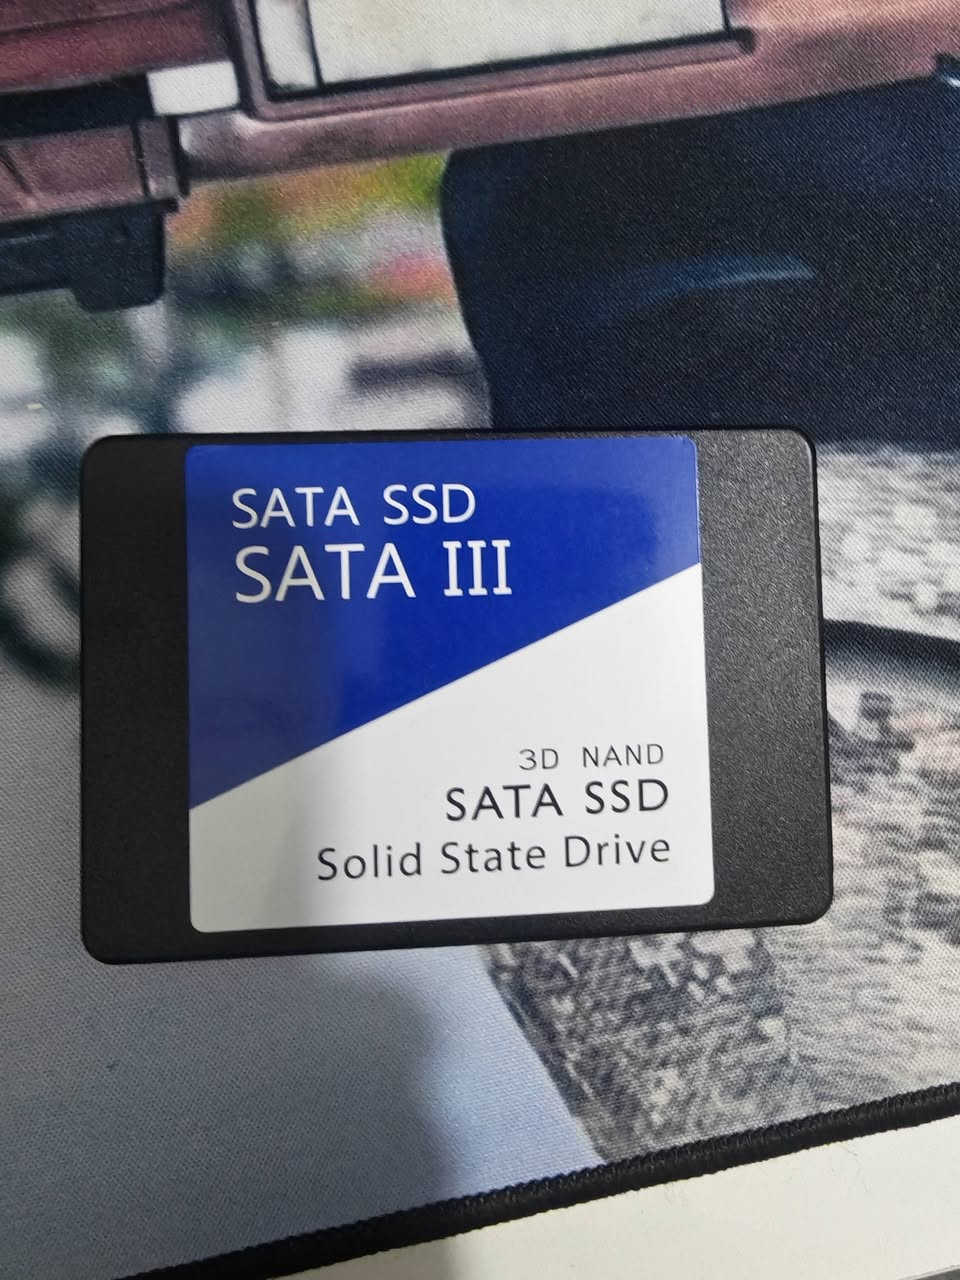 SATA SSD
SATA III
3D NAND
SATA SSD
Solid State Drive